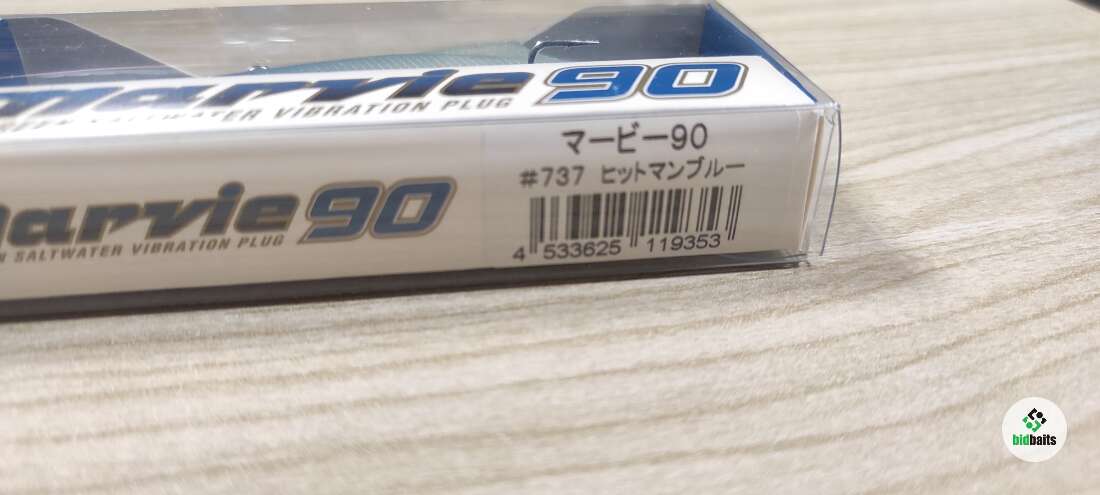 marvie 90
SALTWATER VIBRATION PLUG
マービー90
#737 ヒットマンブルー
marvie 90
SALTWATER VIBRATION PLUG
4 533625 119353
bidbaits